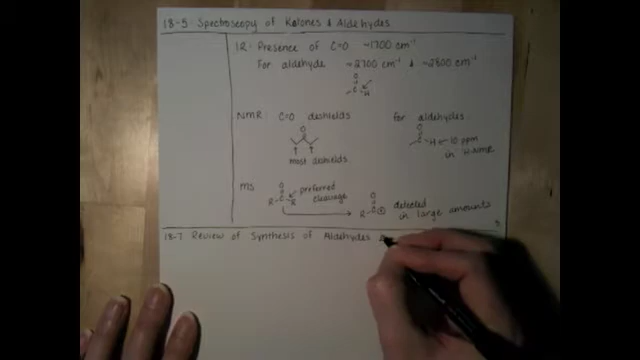 18-5 Spectroscopy of Ketones & Aldehydes
IR: Presence of C=O ~1700 cm⁻¹
For aldehyde ~2700 cm⁻¹ & ~2800 cm⁻¹
O
C
H
NMR: C=O deshields
for aldehydes:
O
O
C H ← 10 ppm
in H-NMR
most deshields
MS
O
R C R
preferred
cleavage
O
R C +
detected
in large amounts
18-7 Review of Synthesis of Aldehydes